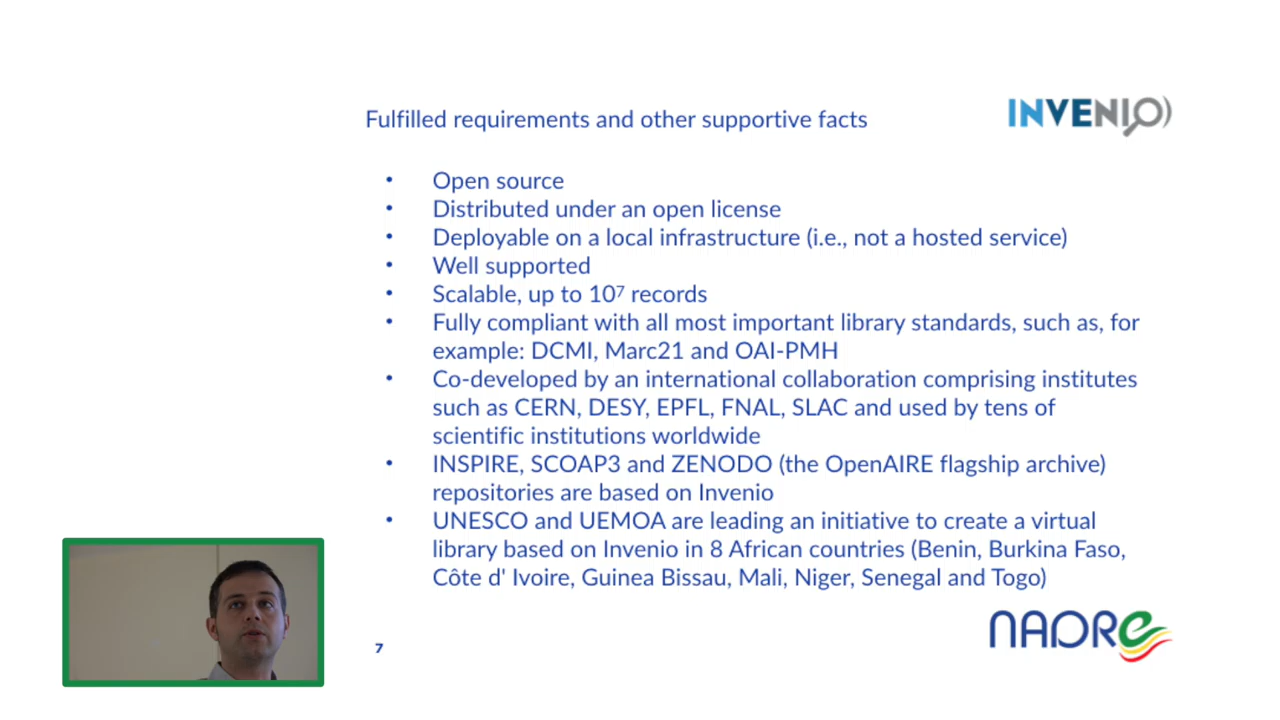 INVENIO
Fulfilled requirements and other supportive facts
• Open source
• Distributed under an open license
• Deployable on a local infrastructure (i.e., not a hosted service)
• Well supported
• Scalable, up to 10⁷ records
• Fully compliant with all most important library standards, such as, for
example: DCMI, Marc21 and OAI-PMH
• Co-developed by an international collaboration comprising institutes
such as CERN, DESY, EPFL, FNAL, SLAC and used by tens of
scientific institutions worldwide
• INSPIRE, SCOAP3 and ZENODO (the OpenAIRE flagship archive)
repositories are based on Invenio
• UNESCO and UEMOA are leading an initiative to create a virtual
library based on Invenio in 8 African countries (Benin, Burkina Faso,
Côte d' Ivoire, Guinea Bissau, Mali, Niger, Senegal and Togo)
NADRe
7